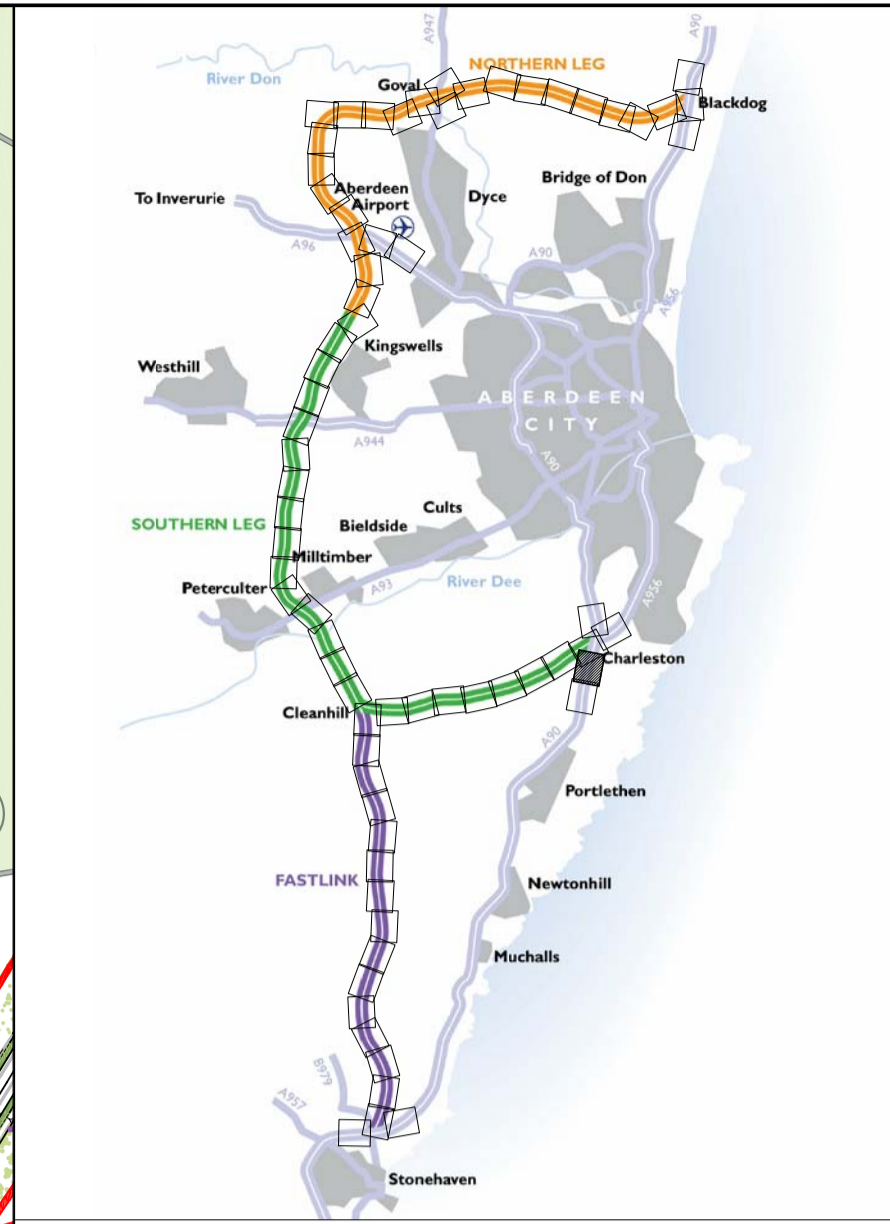 A947
A90
NORTHERN LEG
River Don
Goval
Blackdog
Aberdeen
Airport
Bridge of Don
Dyce
To Inverurie
A96
A90
A956
Kingswells
Westhill
ABERDEEN
CITY
A944
A90
Cults
SOUTHERN LEG
Bieldside
Milltimber
River Dee
Peterculter
A93
A956
Charleston
Cleanhill
A90
Portlethen
FASTLINK
Newtonhill
Muchalls
B979
A957
Stonehaven